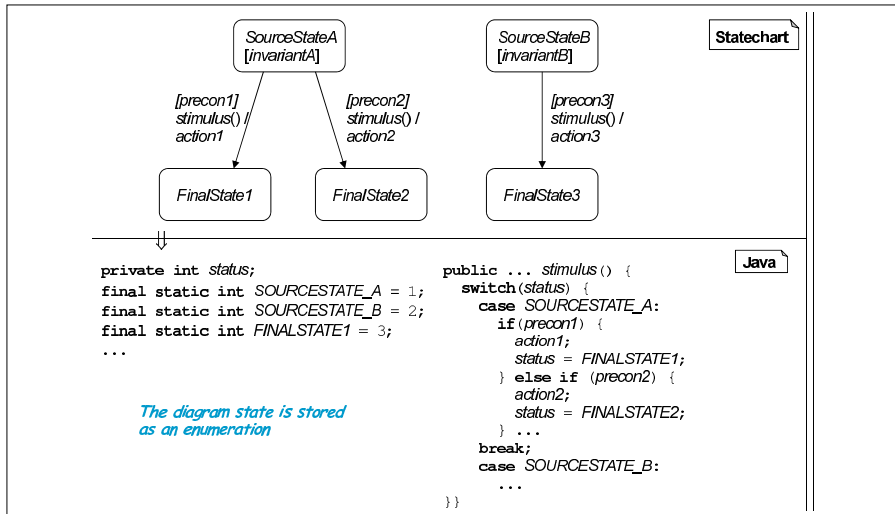 Statechart
SourceStateA
[invariantA]
SourceStateB
[invariantB]
[precon1]
stimulus() /
action1
[precon2]
stimulus() /
action2
[precon3]
stimulus() /
action3
FinalState1
FinalState2
FinalState3
Java
private int status;
final static int SOURCESTATE_A = 1;
final static int SOURCESTATE_B = 2;
final static int FINALSTATE1 = 3;
...
The diagram state is stored
as an enumeration
public ... stimulus() {
switch(status) {
case SOURCESTATE_A:
if(precon1) {
action1;
status = FINALSTATE1;
} else if (precon2) {
action2;
status = FINALSTATE2;
} ...
break;
case SOURCESTATE_B:
...
}}